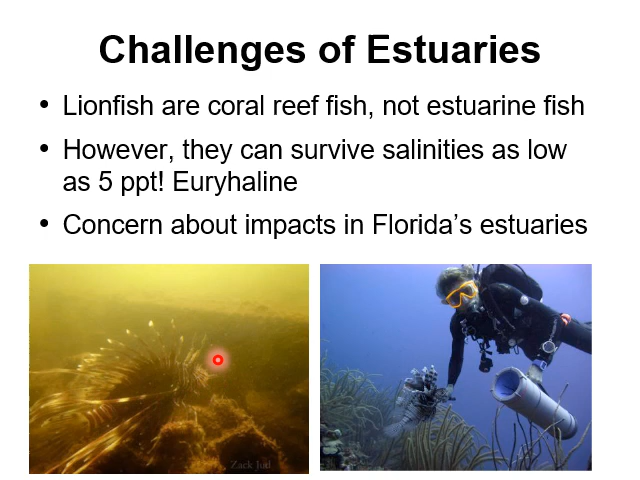 Challenges of Estuaries
• Lionfish are coral reef fish, not estuarine fish
• However, they can survive salinities as low
as 5 ppt! Euryhaline
• Concern about impacts in Florida’s estuaries
Zack Jud